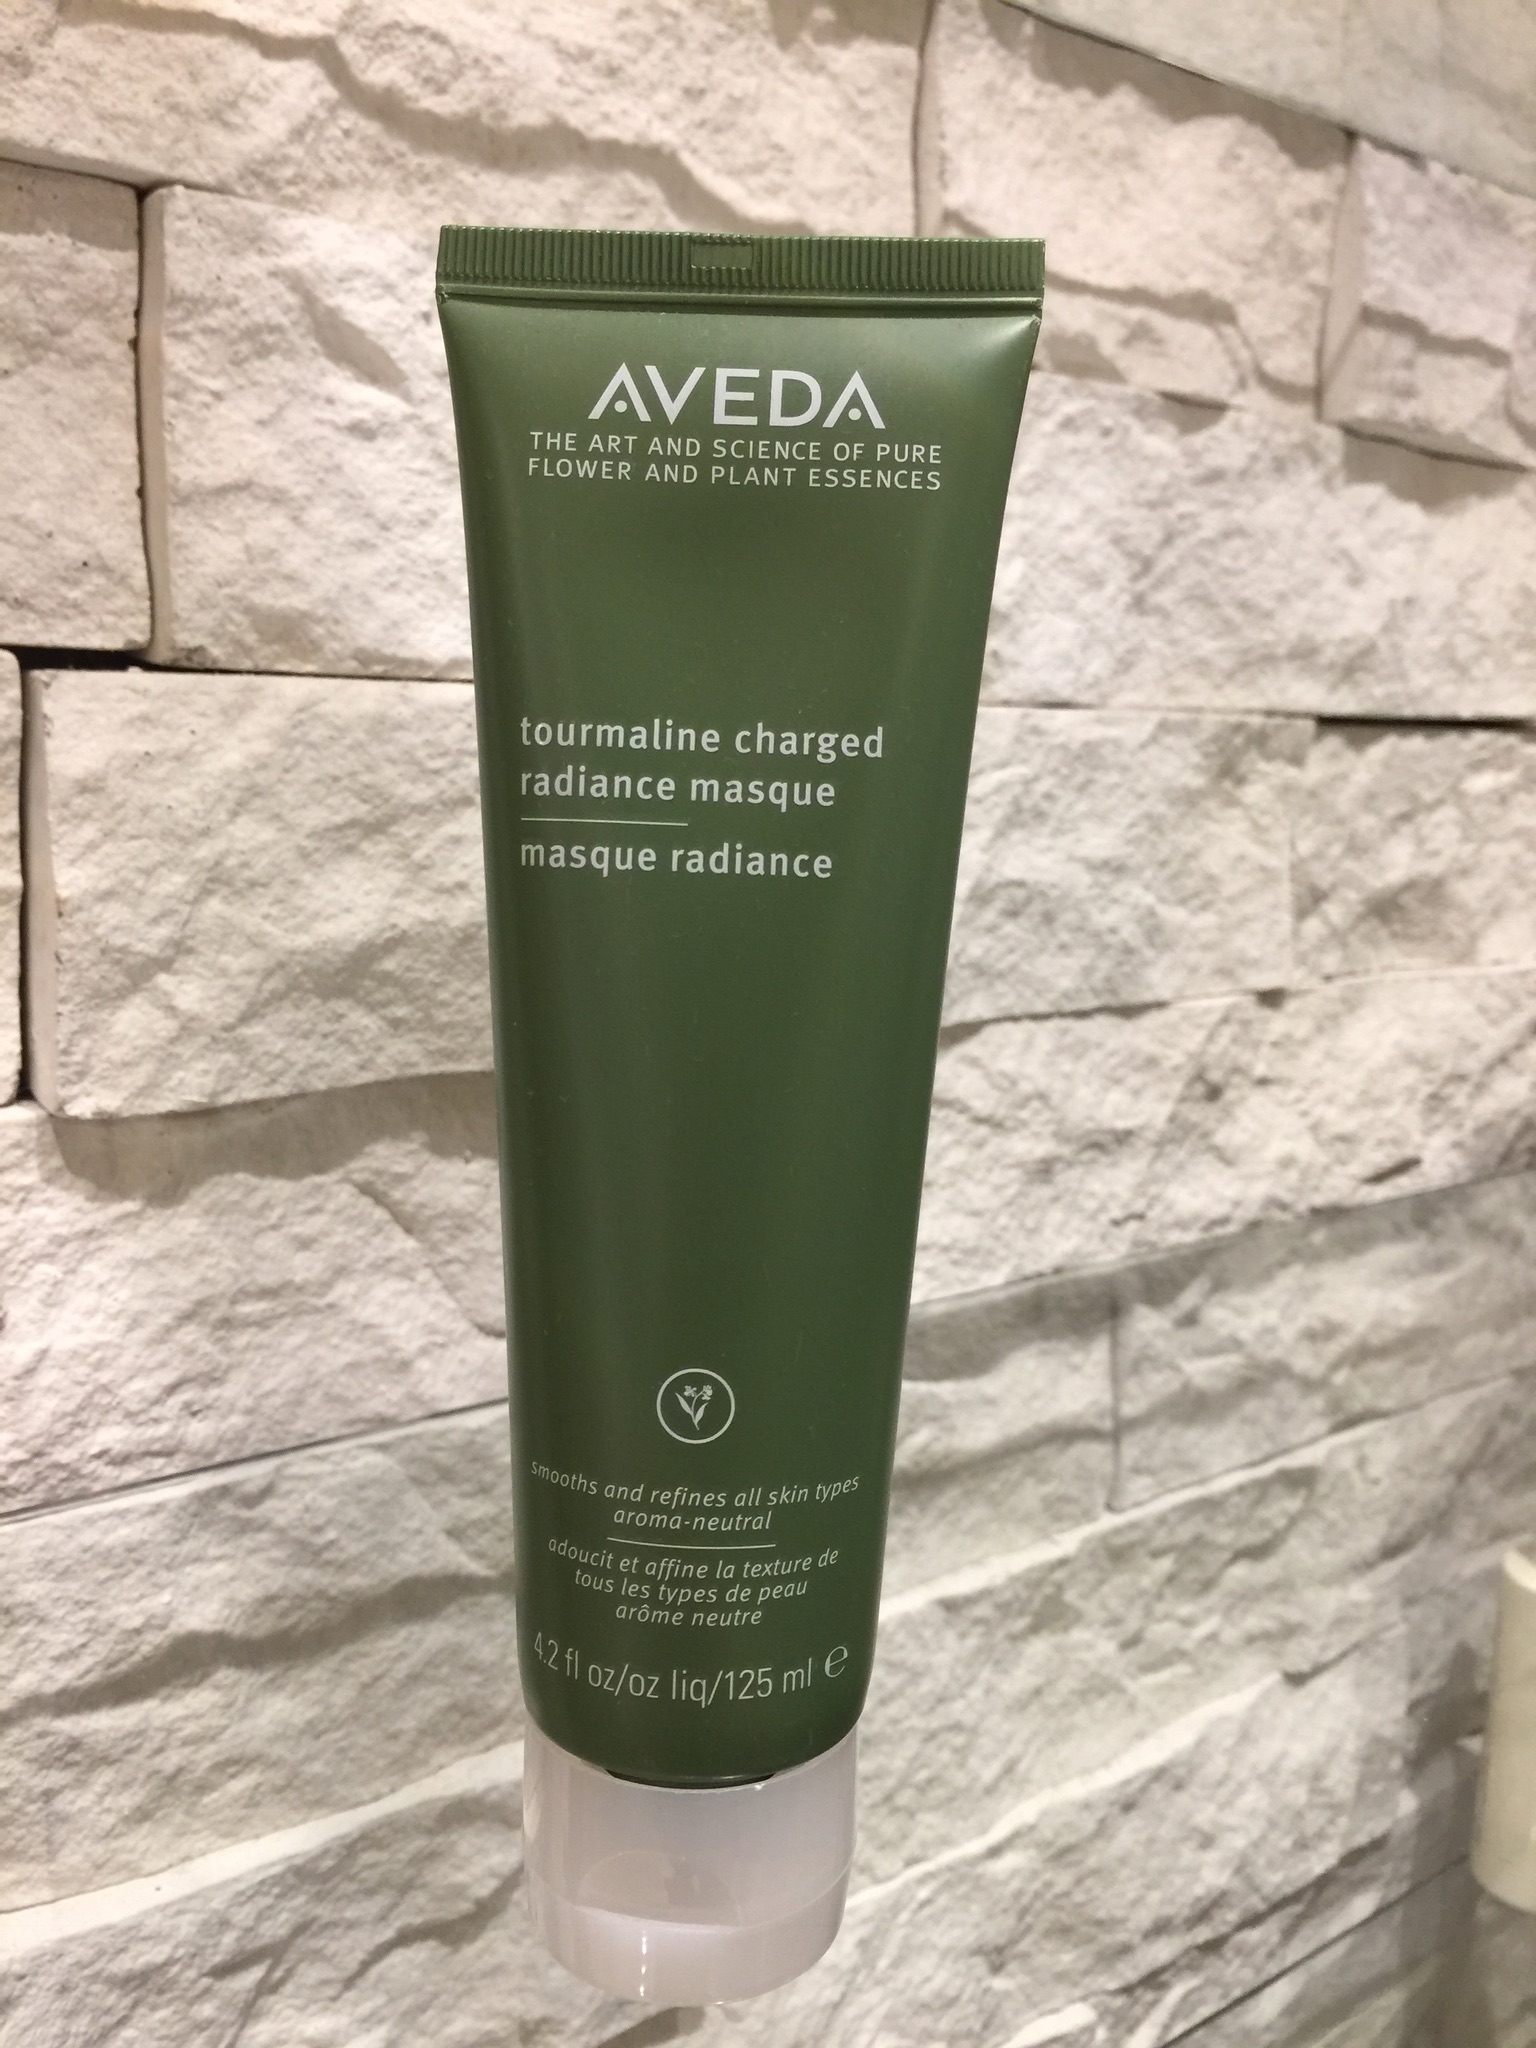 AVEDA
THE ART AND SCIENCE OF PURE
FLOWER AND PLANT ESSENCES
tourmaline charged
radiance masque
masque radiance
smooths and refines all skin types
aroma-neutral
adoucit et affine la texture de
tous les types de peau
arôme neutre
4.2 fl oz/oz liq/125 ml ℮